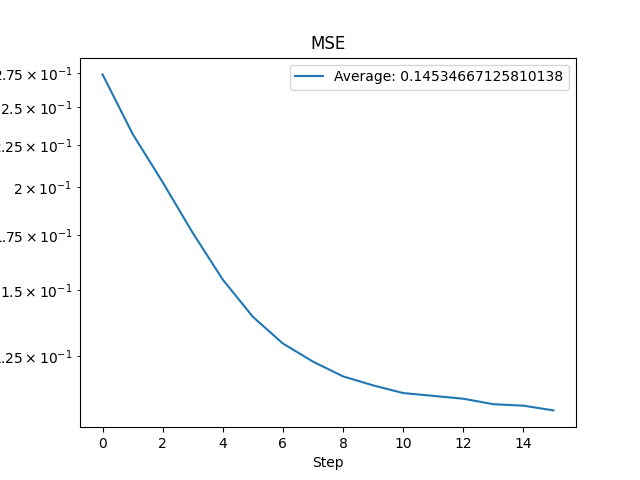 MSE
Average: 0.14534667125810138
2.75 × 10⁻¹
2.5 × 10⁻¹
2.25 × 10⁻¹
2 × 10⁻¹
1.75 × 10⁻¹
1.5 × 10⁻¹
1.25 × 10⁻¹
0 2 4 6 8 10 12 14
Step